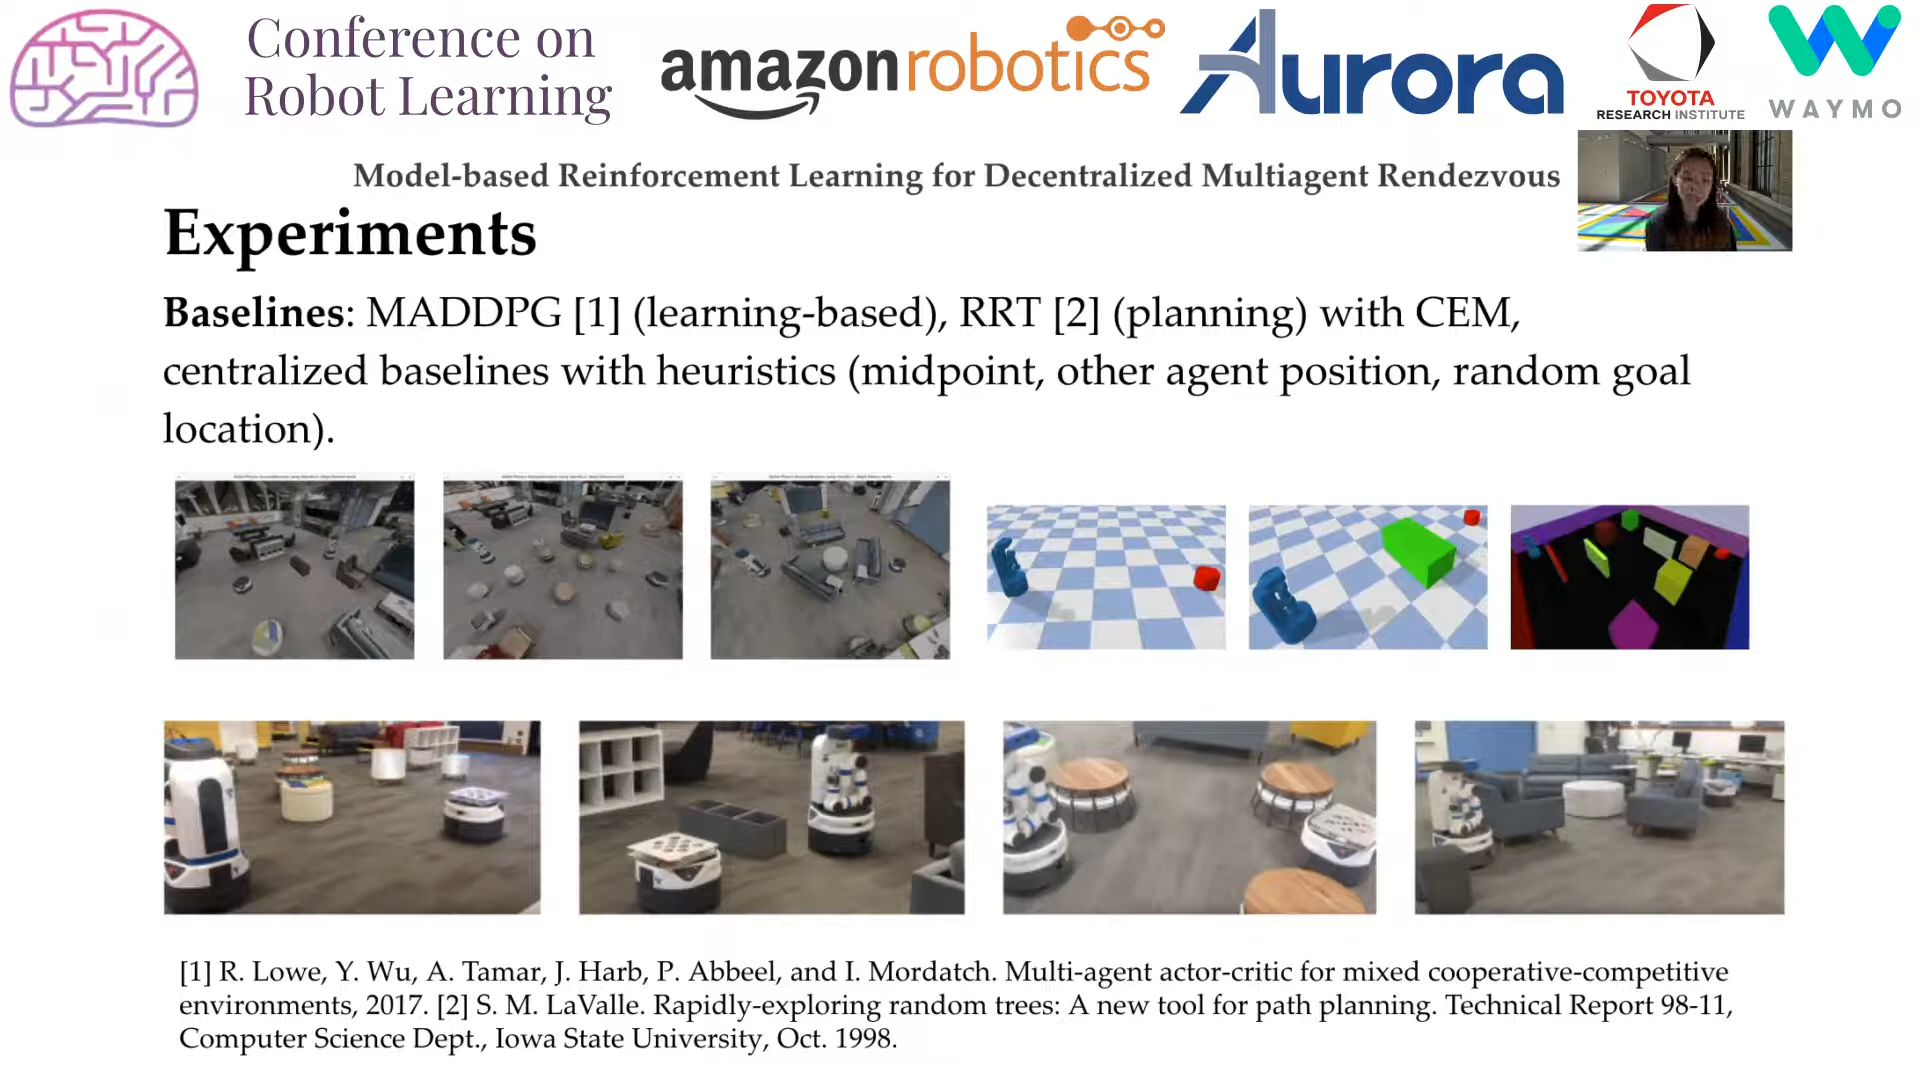 Conference on
Robot Learning
amazon robotics
Aurora
TOYOTA
RESEARCH INSTITUTE
WAYMO
Model-based Reinforcement Learning for Decentralized Multiagent Rendezvous
Experiments
Baselines: MADDPG [1] (learning-based), RRT [2] (planning) with CEM,
centralized baselines with heuristics (midpoint, other agent position, random goal
location).
[1] R. Lowe, Y. Wu, A. Tamar, J. Harb, P. Abbeel, and I. Mordatch. Multi-agent actor-critic for mixed cooperative-competitive
environments, 2017. [2] S. M. LaValle. Rapidly-exploring random trees: A new tool for path planning. Technical Report 98-11,
Computer Science Dept., Iowa State University, Oct. 1998.